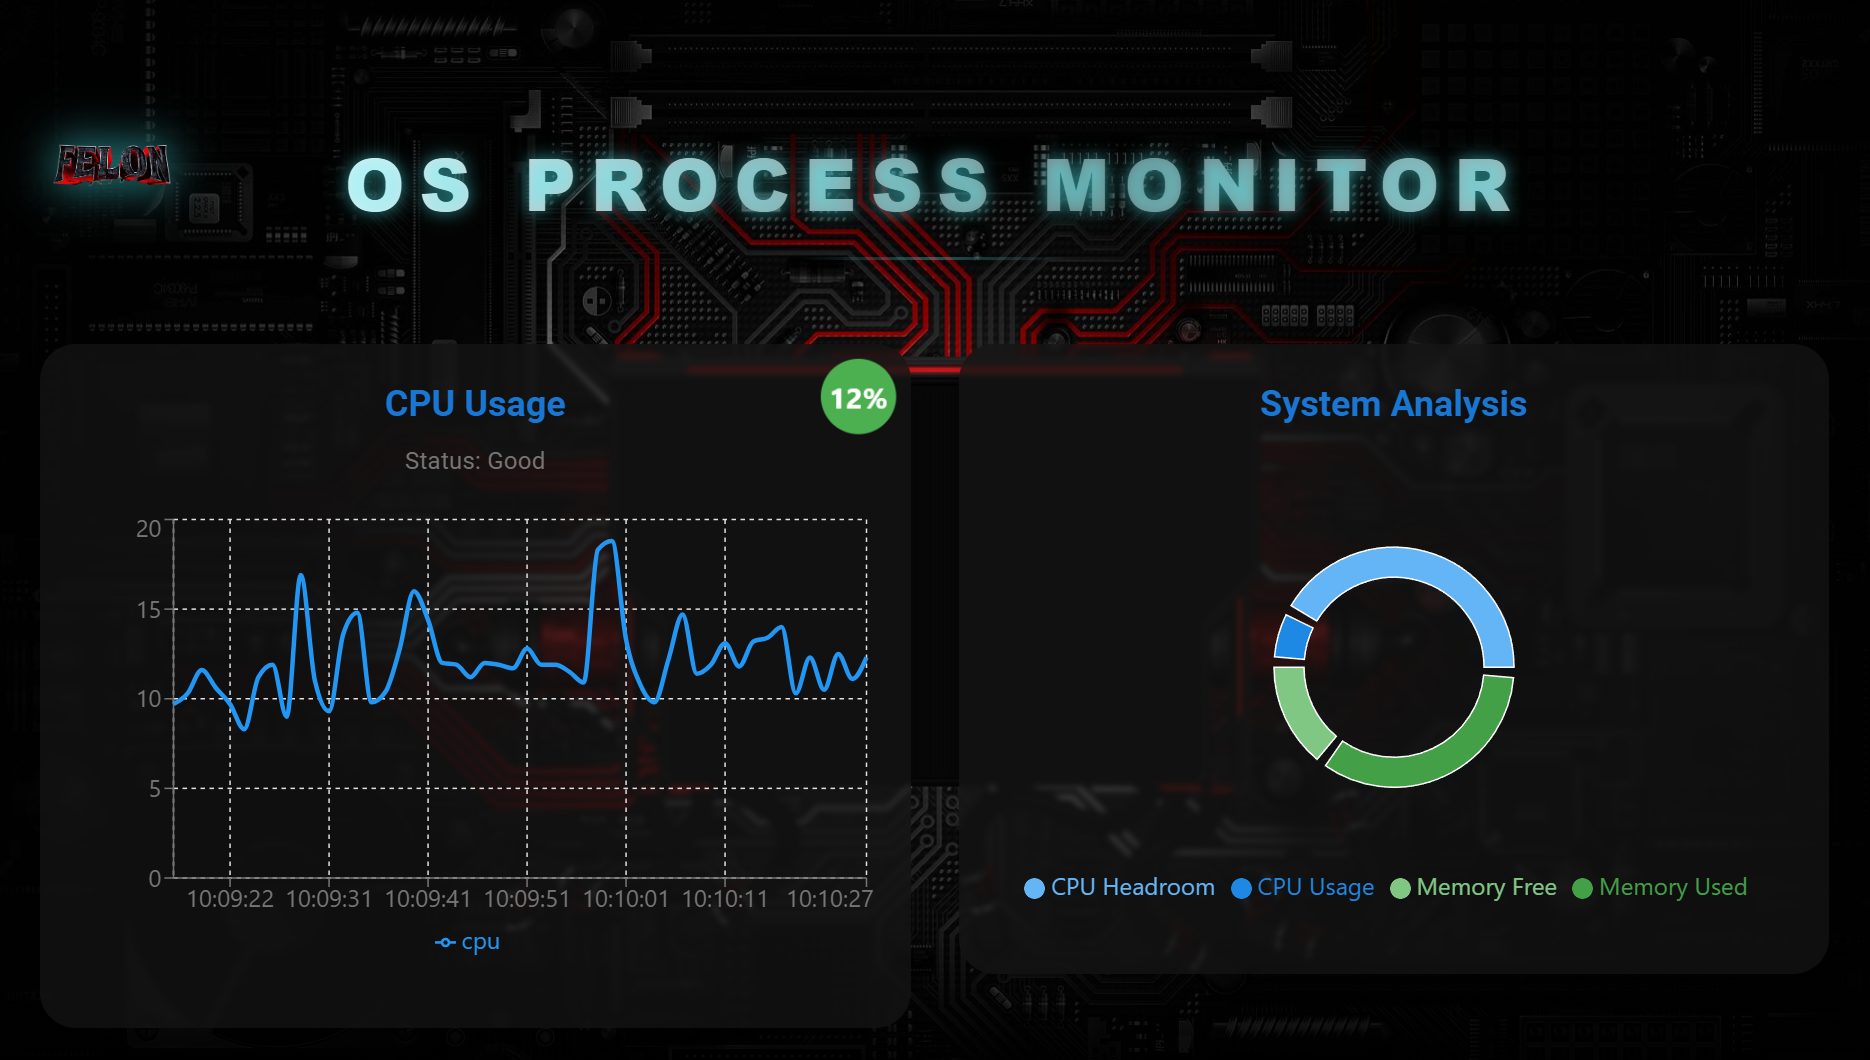 FELON
OS PROCESS MONITOR
CPU Usage
12%
Status: Good
20
15
10
5
0
10:09:22 10:09:31 10:09:41 10:09:51 10:10:01 10:10:11 10:10:27
cpu
System Analysis
CPU Headroom CPU Usage Memory Free Memory Used